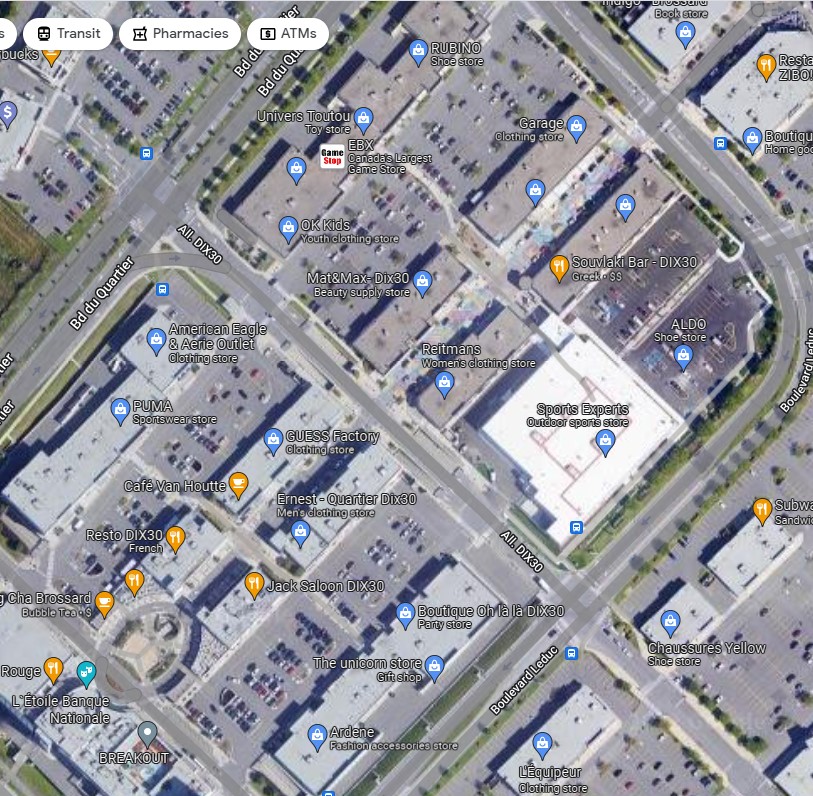 s
Transit
Pharmacies
ATMs
Indigo - Brossard
Book store
bucks
Bd du
Bd du Qu
RUBINO
Shoe store
Resta
ZIBO!
Univers Toutou
Toy store
Garage
Clothing store
Boutiqu
Home goo
Game
Stop
EBX
Canada's Largest
Game Store
OK Kids
Youth clothing store
All. DIX30
Bd du Quartier
Souvlaki Bar - DIX30
Greek · $$
Mat&Max- Dix30
Beauty supply store
American Eagle
& Aerie Outlet
Clothing store
ALDO
Shoe store
Boulevard Leduc
Reitmans
Women's clothing store
tier
tier
PUMA
Sportswear store
Sports Experts
Outdoor sports store
GUESS Factory
Clothing store
Café Van Houtte
Ernest - Quartier Dix30
Men's clothing store
Subwa
Sandwic
Resto DIX30
French
All. DIX30
Jack Saloon DIX30
g Cha Brossard
Bubble Tea · $
Boutique Oh là là DIX30
Party store
Chaussures Yellow
Shoe store
The unicorn store
Gift shop
Rouge
Boulevard Leduc
L'Étoile Banque
Nationale
Ardene
Fashion accessories store
BREAKOUT
L'Équipeur
Clothing store